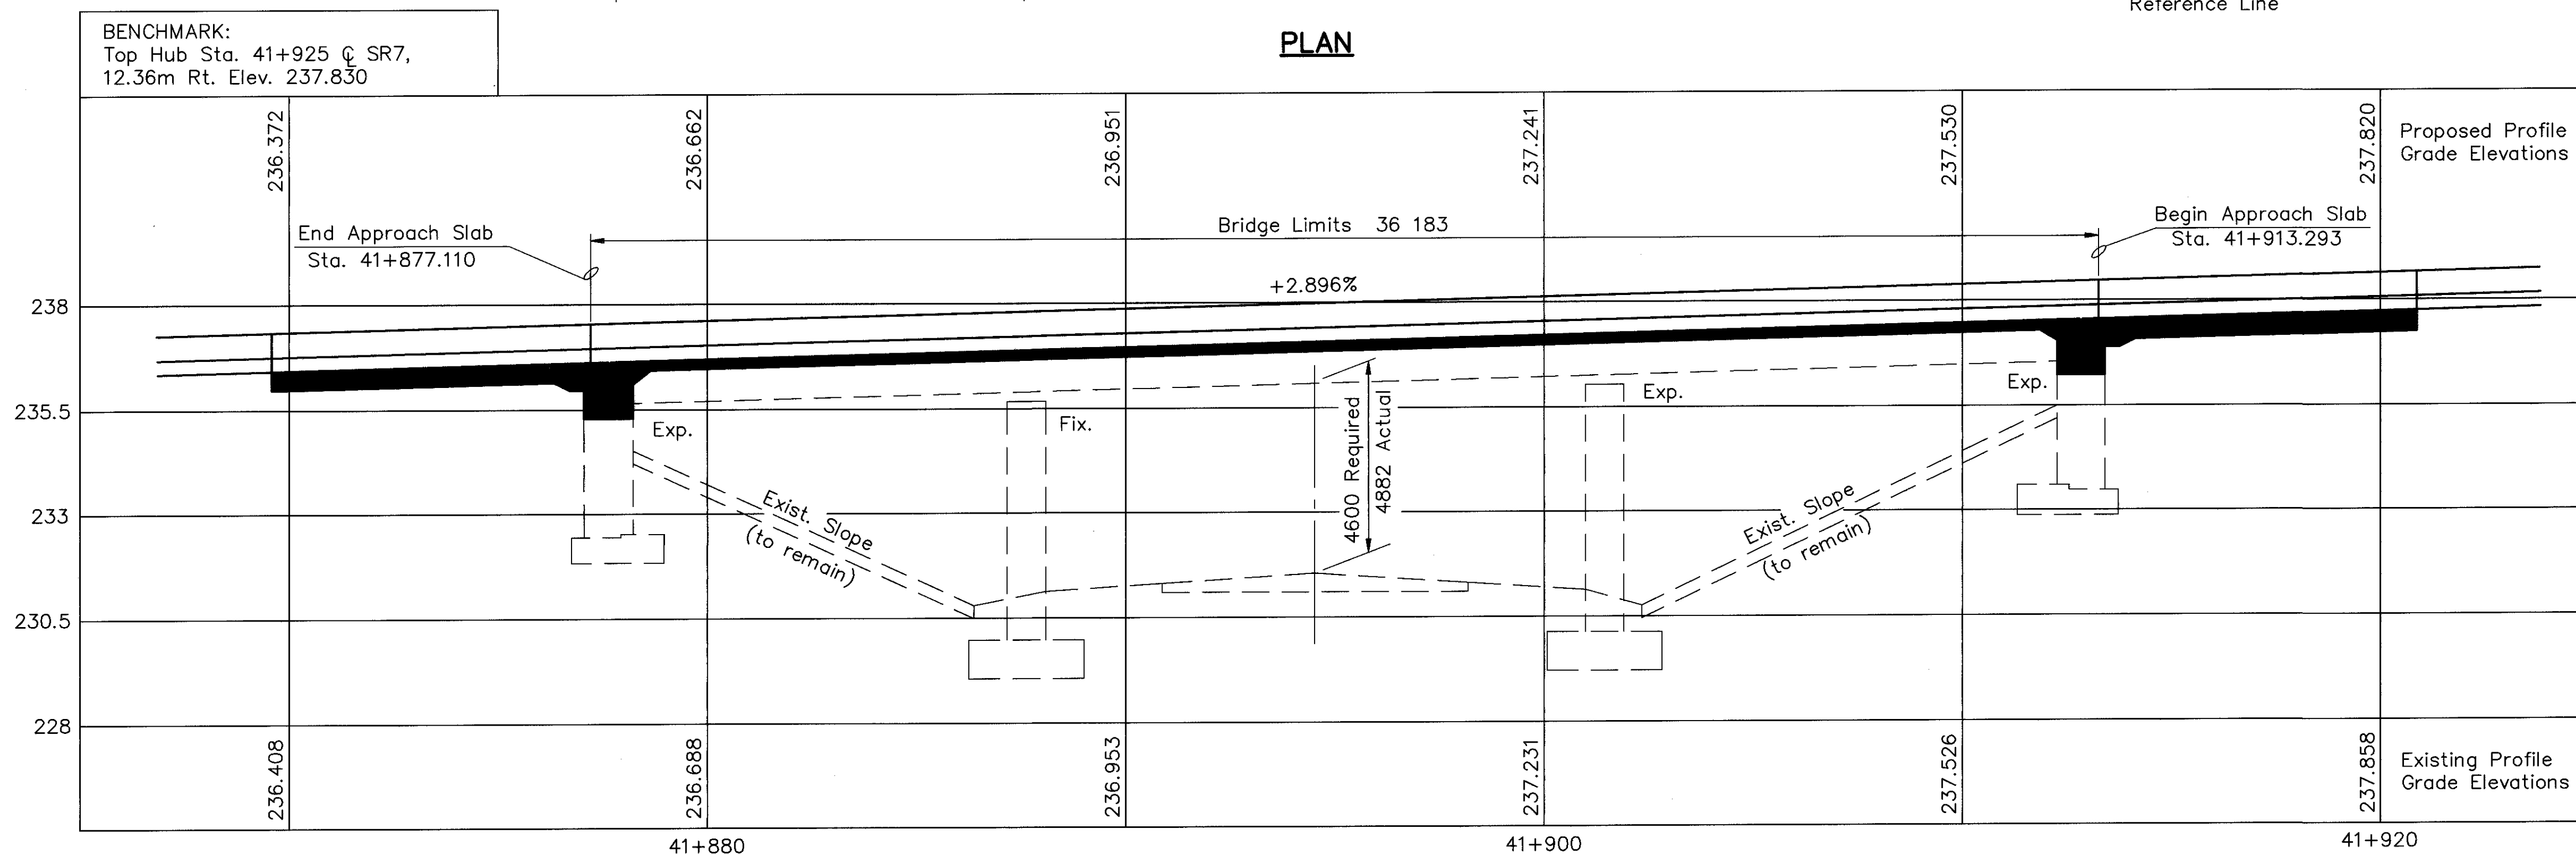 Reference Line
PLAN
BENCHMARK:
Top Hub Sta. 41+925 ℄ SR7,
12.36m Rt. Elev. 237.830
236.372
236.662
236.951
237.241
237.530
237.820
Proposed Profile
Grade Elevations
End Approach Slab
Sta. 41+877.110
Bridge Limits 36 183
Begin Approach Slab
Sta. 41+913.293
+2.896%
238
235.5
233
230.5
228
Exp.
Fix.
Exp.
Exp.
4600 Required
4882 Actual
Exist. Slope
(to remain)
Exist. Slope
(to remain)
236.408
236.688
236.953
237.231
237.526
237.858
Existing Profile
Grade Elevations
41+880
41+900
41+920